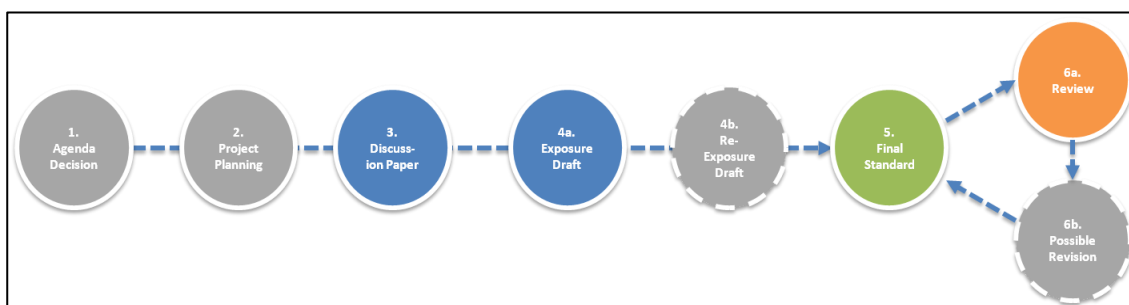 1.
Agenda
Decision
2.
Project
Planning
3.
Discuss-
ion Paper
4a.
Exposure
Draft
4b.
Re-
Exposure
Draft
5.
Final
Standard
6a.
Review
6b.
Possible
Revision